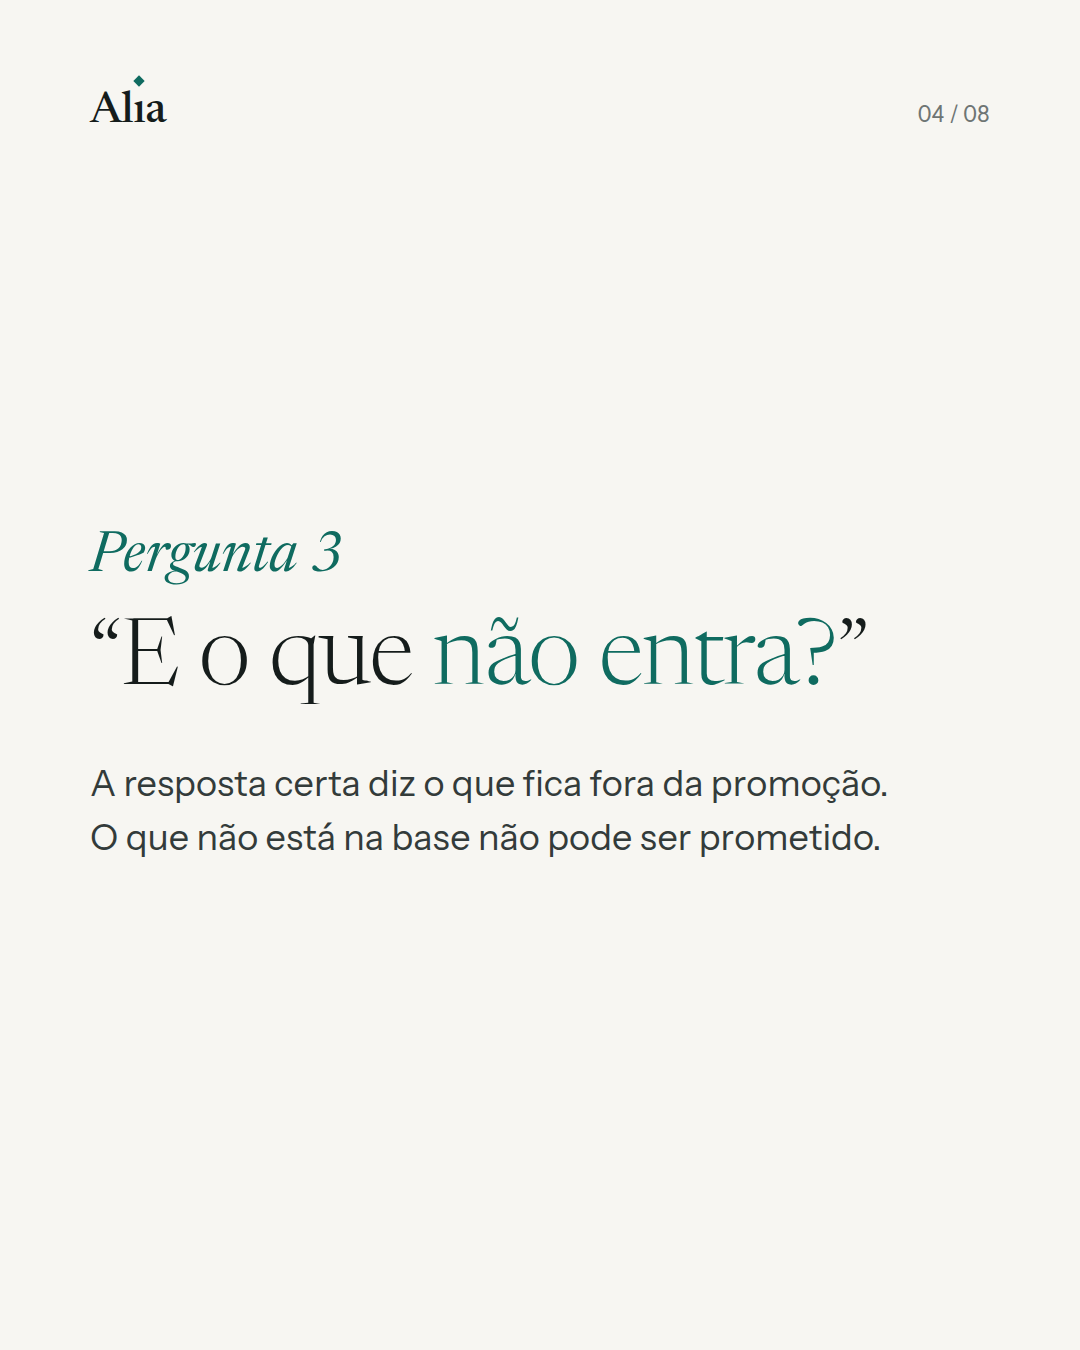 Alia
04 / 08
Pergunta 3
“E o que não entra?”
A resposta certa diz o que fica fora da promoção.
O que não está na base não pode ser prometido.